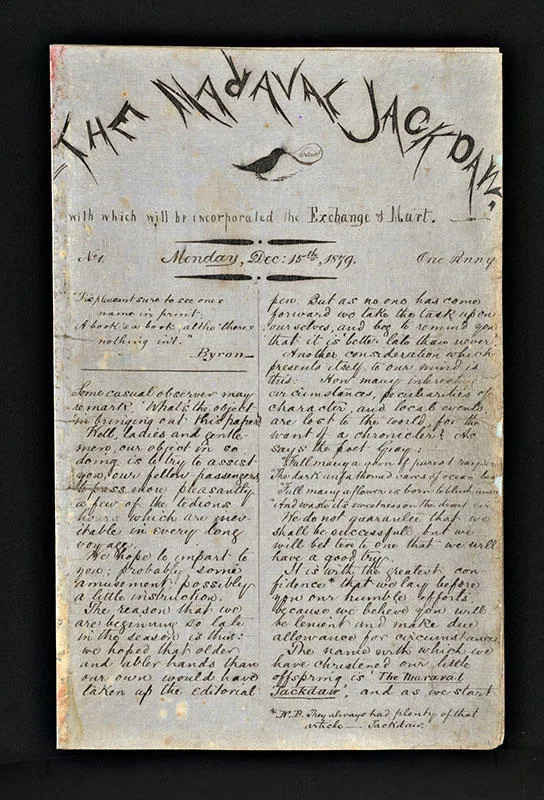 THE MARAVAL JACKDAW.
with which will be incorporated the Exchange & Mart.
No 1. Monday, Dec: 15th, 1879. One Penny
"'Tis pleasant sure to see one's
name in print;
A book's a book, altho' there's
nothing in't."
Byron—
Some casual observer may
remark "What's the object
in bringing out this paper?"
Well, ladies and gentle-
men, our object in so
doing is to try to assist
you, our fellow passengers,
to pass more pleasantly
a few of the tedious
hours which are inev-
itable in every long
voyage.
We hope to impart to
you; probably some
amusement, possibly
a little instruction.
The reason that we
are beginning so late
in the season is this:
we hoped that older
and abler hands than
our own would have
taken up the editorial
pen. But as no one has come
forward we take the task upon
ourselves, and beg to remind you
that it is "better late than never".
Another consideration which
presents itself to our mind is
this: How many interesting
circumstances, peculiarities of
character, and local events
are lost to the world, for the
want of a chronicler? As
says the poet Gray:
"Full many a gem of purest ray serene
The dark unfathomed caves of ocean bear
Full many a flower is born to blush unseen
And waste its sweetness on the desert air
We do not guarantee that we
shall be successful, but we
will bet ten to one that we will
have a good try.
It is with the greatest con-
fidence* that we lay before
you our humble efforts,
because we believe you will
be lenient and make due
allowance for circumstances
The name with which we
have christened our little
offspring is "The Maraval
Jackdaw", and as we start
* N.B. They always had plenty of that
article — Jackdaw.